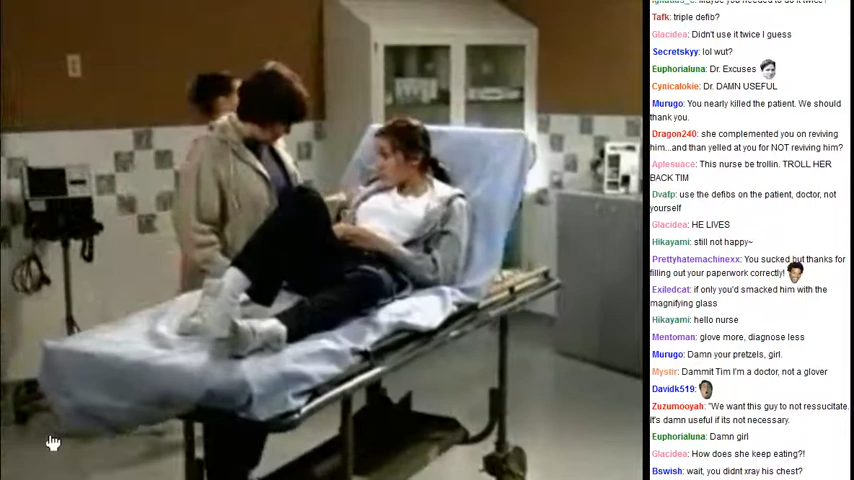 Tafk: triple defib?
Glacidea: Didn't use it twice I guess
Secretskyy: lol wut?
Euphorialuna: Dr. Excuses
Cynicalokie: Dr. DAMN USEFUL
Murugo: You nearly killed the patient. We should
thank you.
Dragon240: she complemented you on reviving
him...and than yelled at you for NOT reviving him?
Aplesuace: This nurse be trollin. TROLL HER
BACK TIM
Dvafp: use the defibs on the patient, doctor, not
yourself
Glacidea: HE LIVES
Hikayami: still not happy~
Prettyhatemachinexx: You sucked but thanks for
filling out your paperwork correctly!
Exiledcat: if only you'd smacked him with the
magnifying glass
Hikayami: hello nurse
Mentoman: glove more, diagnose less
Murugo: Damn your pretzels, girl.
Mystir: Dammit Tim I'm a doctor, not a glover
Davidk519:
Zuzumooyah: "We want this guy to not ressucitate.
It's damn useful if its not necessary.
Euphorialuna: Damn girl
Glacidea: How does she keep eating?!
Bswish: wait, you didnt xray his chest?